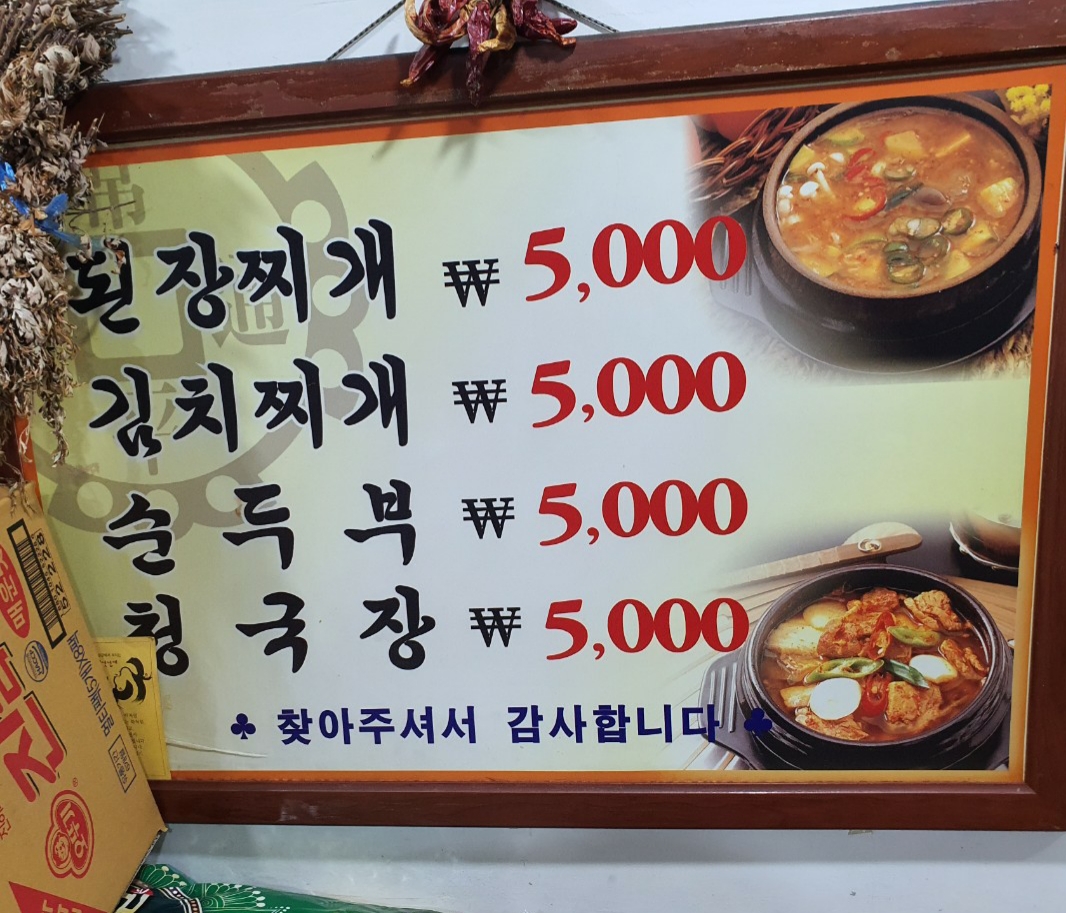 된장찌개 ₩ 5,000
김치찌개 ₩ 5,000
순두부 ₩ 5,000
청국장 ₩ 5,000
♣ 찾아주셔서 감사합니다 ♣